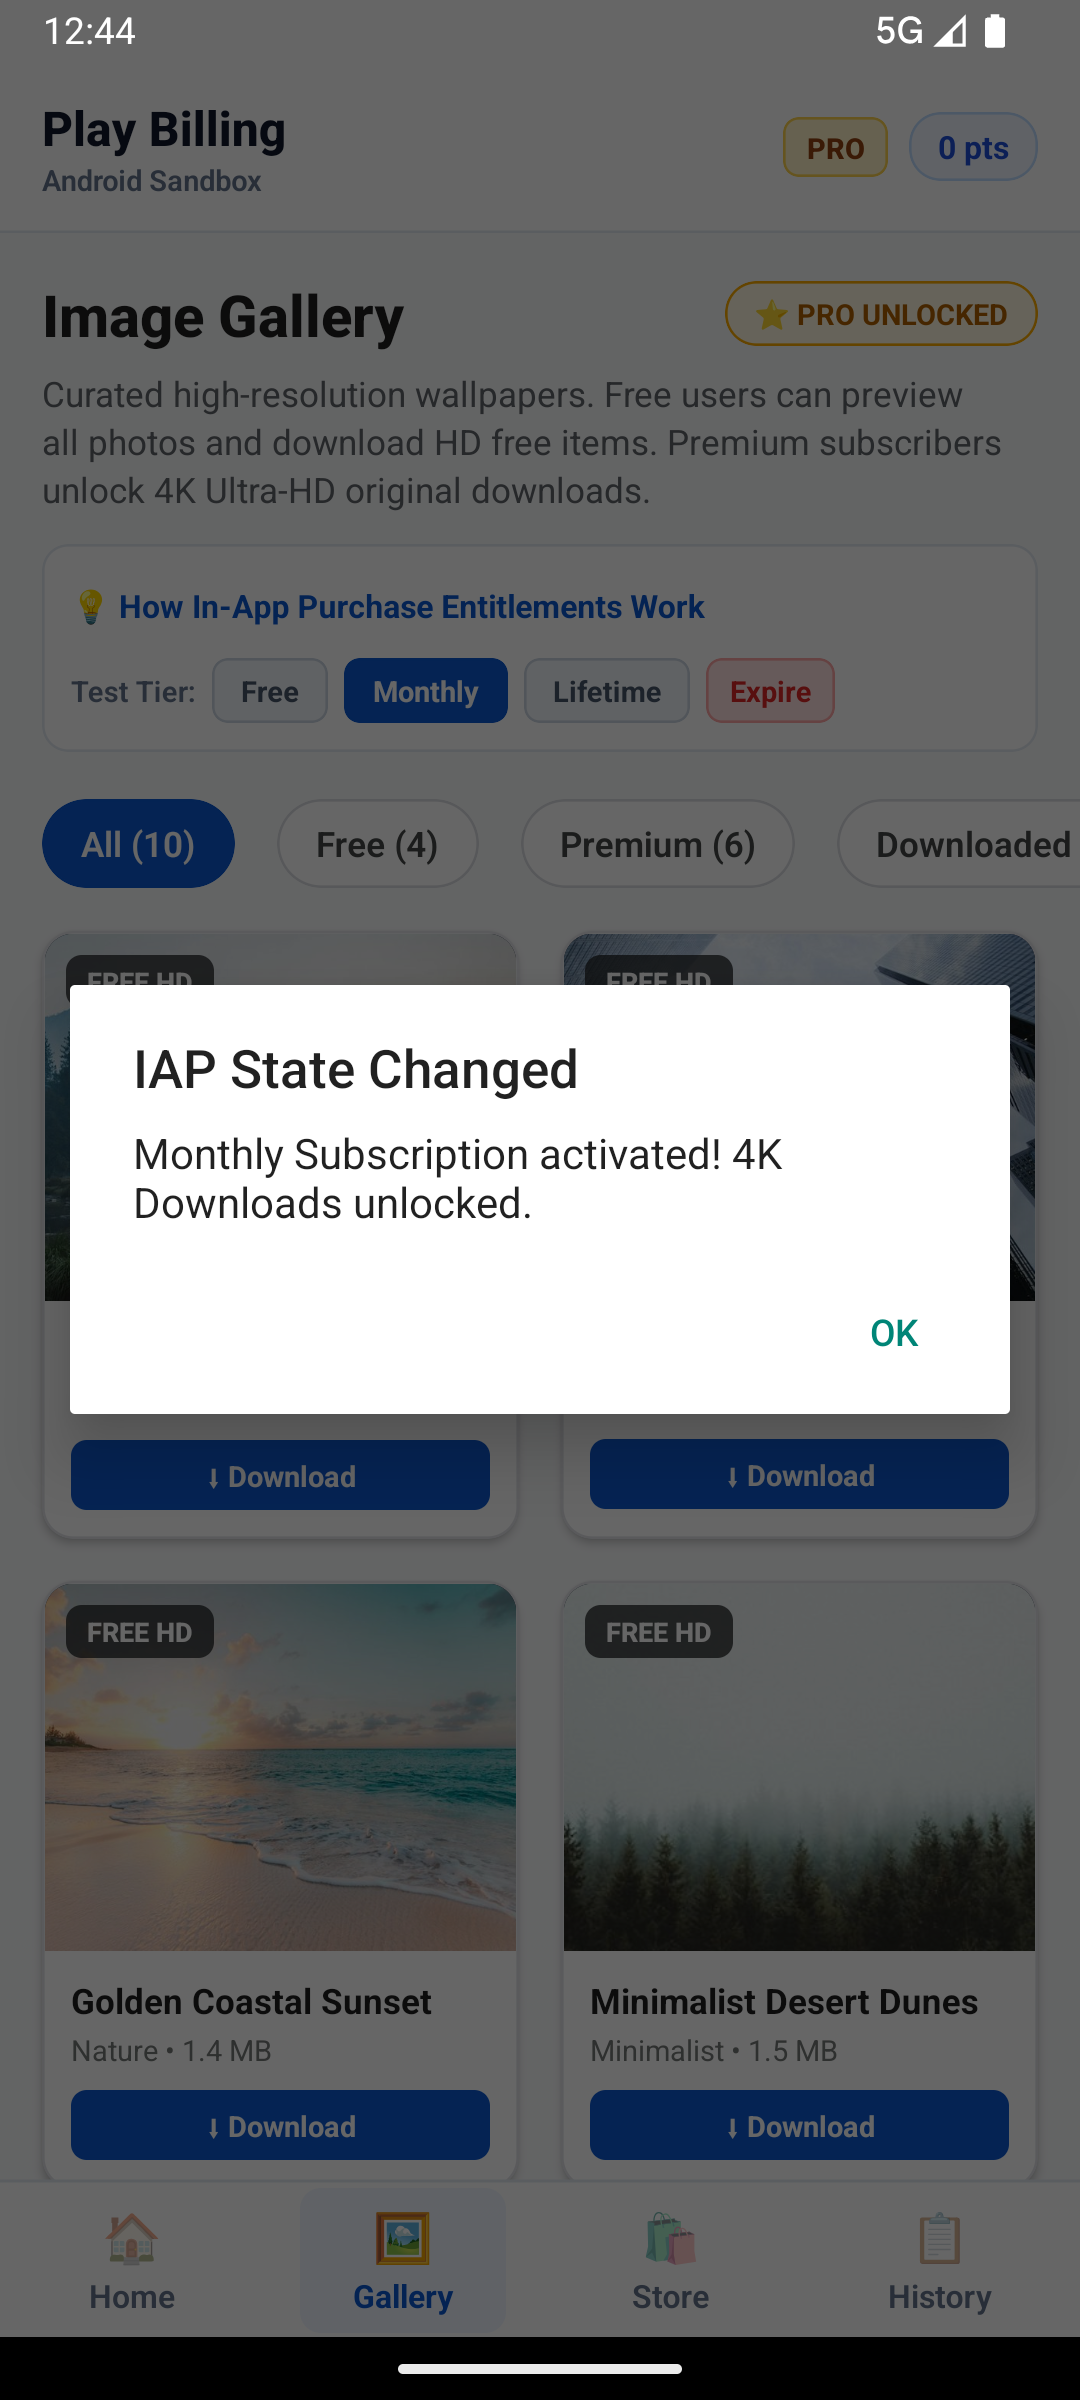 12:44
5G
Play Billing
Android Sandbox
PRO
0 pts
Image Gallery
⭐ PRO UNLOCKED
Curated high-resolution wallpapers. Free users can preview
all photos and download HD free items. Premium subscribers
unlock 4K Ultra-HD original downloads.
💡 How In-App Purchase Entitlements Work
Test Tier:
Free
Monthly
Lifetime
Expire
All (10)
Free (4)
Premium (6)
Downloaded
FREE HD
FREE HD
IAP State Changed
Monthly Subscription activated! 4K
Downloads unlocked.
OK
⭳ Download
⭳ Download
FREE HD
FREE HD
Golden Coastal Sunset
Nature • 1.4 MB
⭳ Download
Minimalist Desert Dunes
Minimalist • 1.5 MB
⭳ Download
Home
Gallery
Store
History